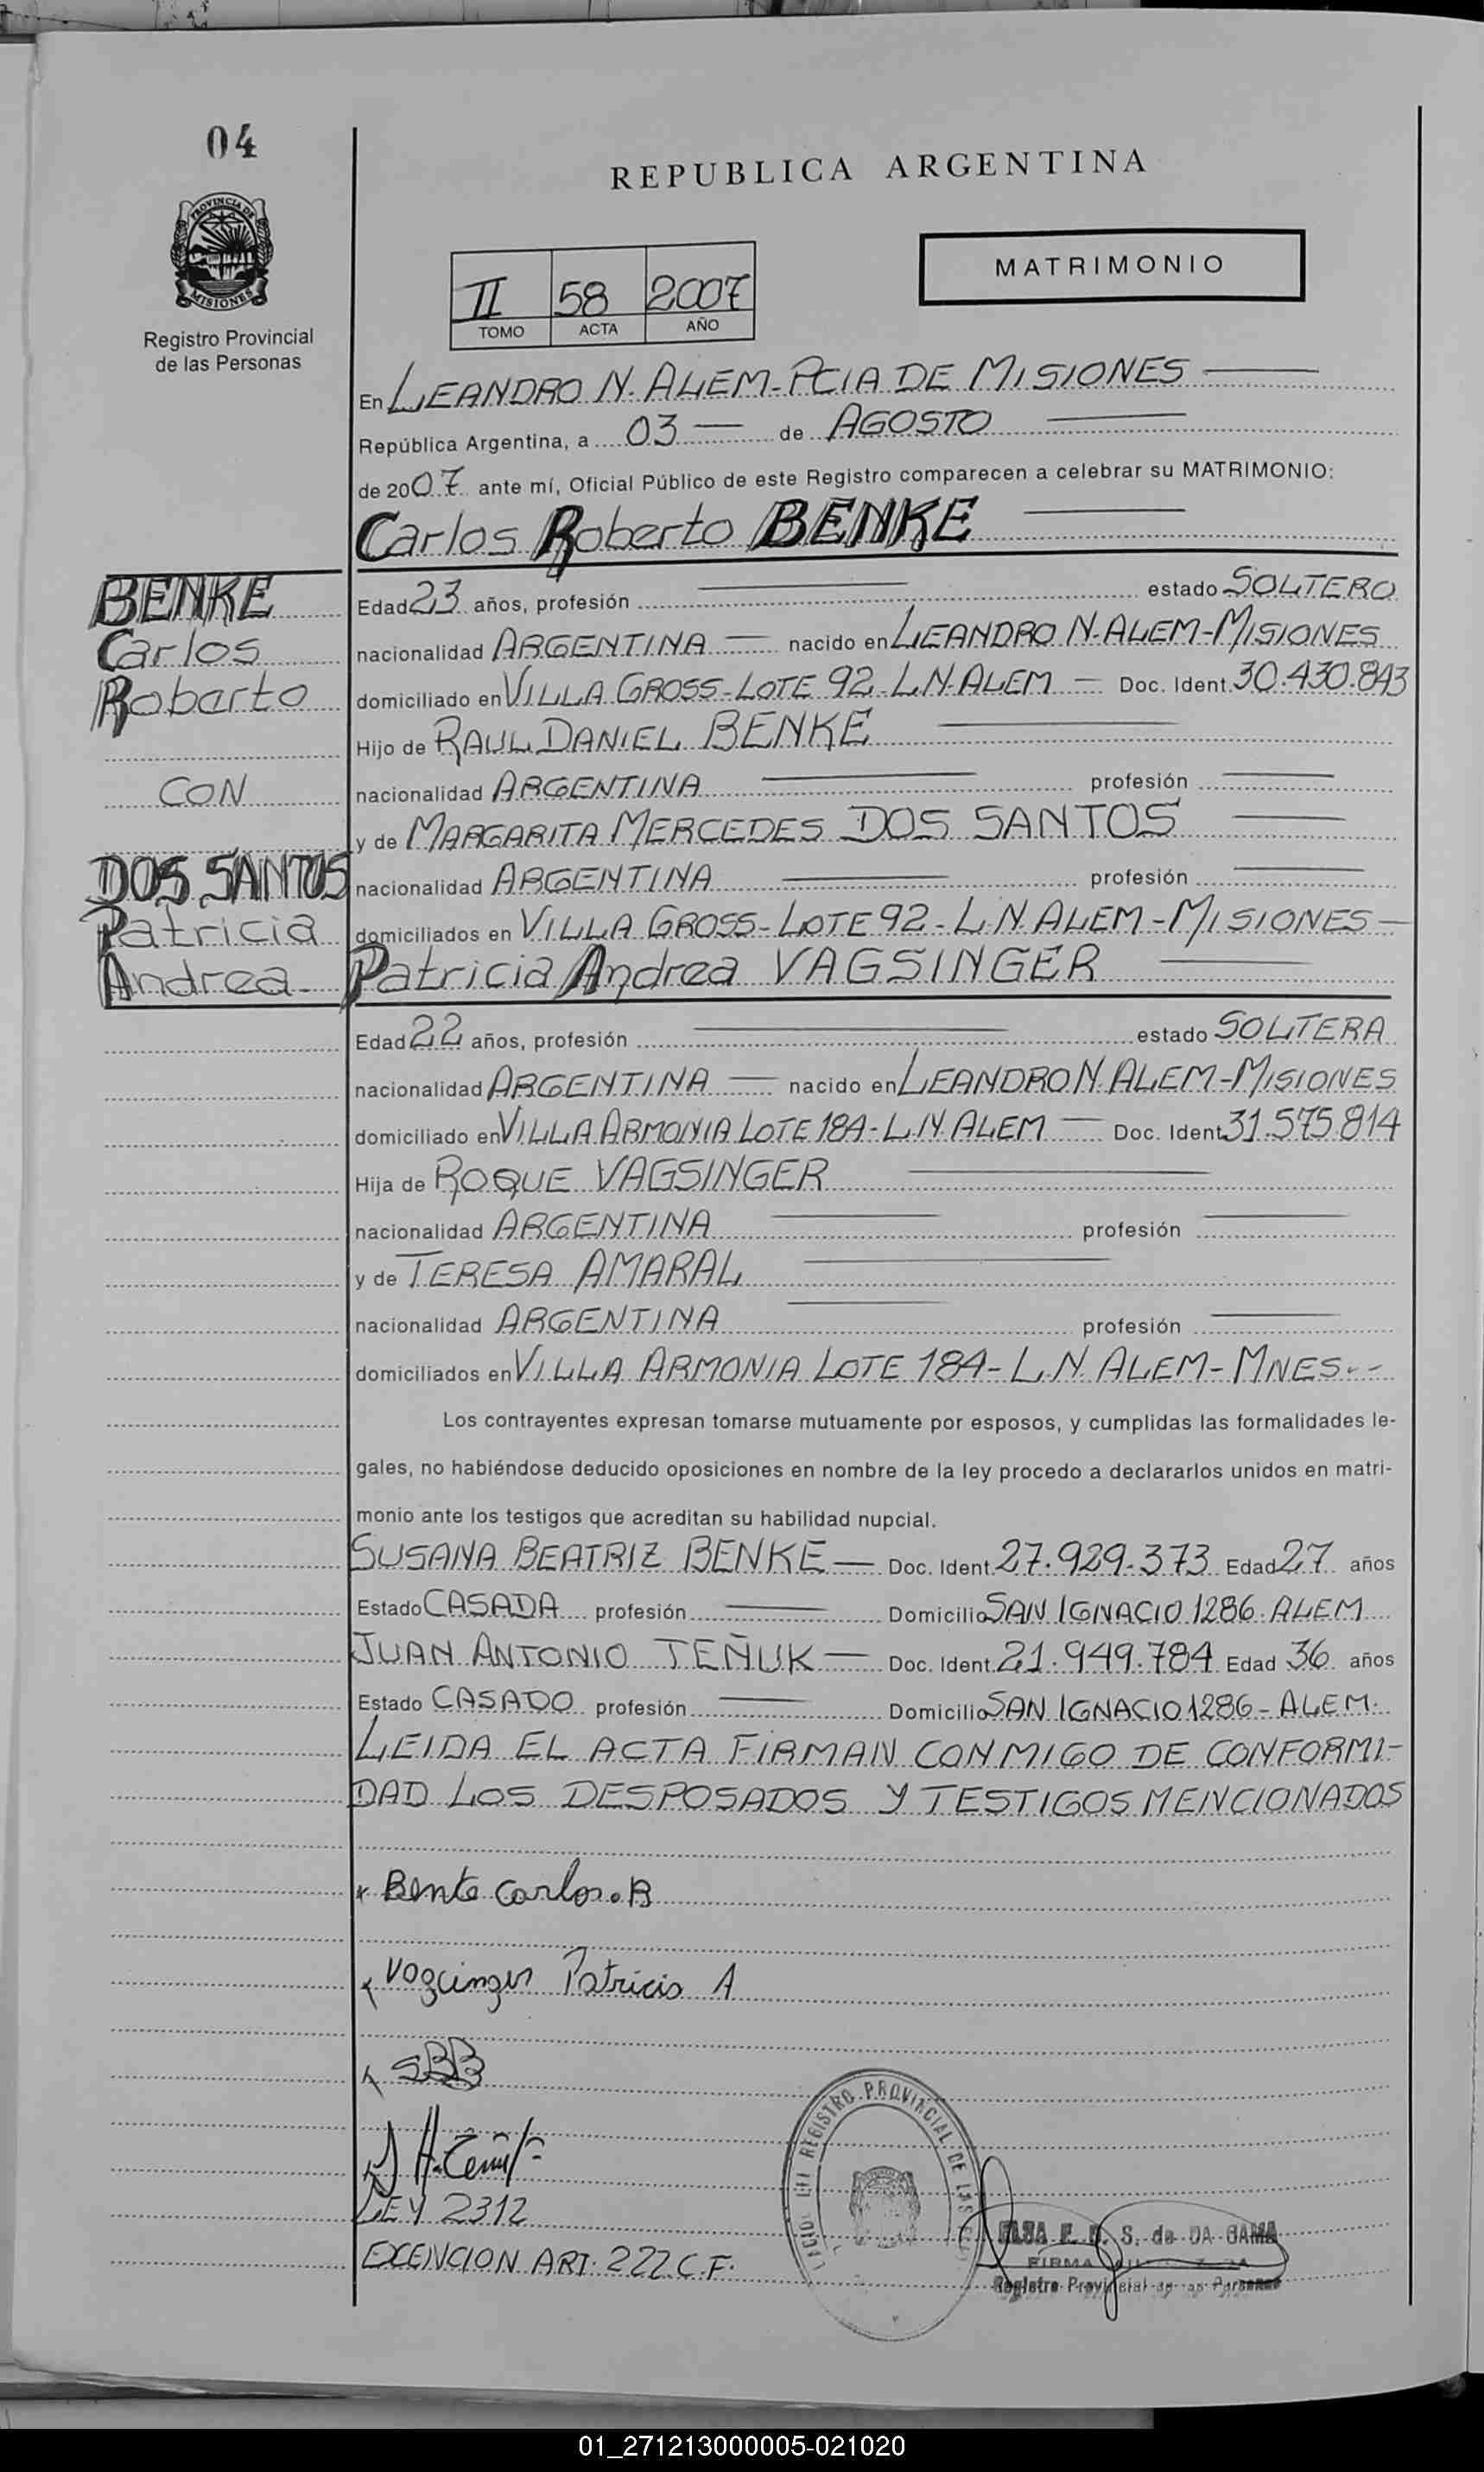 04
REPUBLICA ARGENTINA
PROVINCIA DE
MISIONES
Registro Provincial
de las Personas
II 58 2007
TOMO ACTA AÑO
MATRIMONIO
En LEANDRO N. ALEM-PCIA DE MISIONES
República Argentina, a 03 de AGOSTO
de 2007 ante mí, Oficial Público de este Registro comparecen a celebrar su MATRIMONIO:
Carlos Roberto BENKE
BENKE
Carlos
Roberto
CON
DOS SANTOS
Patricia
Andrea
Edad 23 años, profesión estado SOLTERO
nacionalidad ARGENTINA nacido en LEANDRO N. ALEM-MISIONES
domiciliado en VILLA GROSS-LOTE 92-L.N.ALEM Doc. Ident. 30.430.843
Hijo de RAUL DANIEL BENKE
nacionalidad ARGENTINA profesión
y de MARGARITA MERCEDES DOS SANTOS
nacionalidad ARGENTINA profesión
domiciliados en VILLA GROSS-LOTE 92-L.N.ALEM-MISIONES
Patricia Andrea VAGSINGER
Edad 22 años, profesión estado SOLTERA
nacionalidad ARGENTINA nacido en LEANDRO N. ALEM-MISIONES
domiciliado en VILLA ARMONIA LOTE 184-L.N.ALEM Doc. Ident. 31.575.814
Hija de ROQUE VAGSINGER
nacionalidad ARGENTINA profesión
y de TERESA AMARAL
nacionalidad ARGENTINA profesión
domiciliados en VILLA ARMONIA LOTE 184-L.N. ALEM-MNES--
Los contrayentes expresan tomarse mutuamente por esposos, y cumplidas las formalidades le-
gales, no habiéndose deducido oposiciones en nombre de la ley procedo a declararlos unidos en matri-
monio ante los testigos que acreditan su habilidad nupcial.
SUSANA BEATRIZ BENKE Doc. Ident. 27.929.373 Edad 27 años
Estado CASADA profesión Domicilio SAN IGNACIO 1286-ALEM
JUAN ANTONIO TEÑUK Doc. Ident. 21.949.784 Edad 36 años
Estado CASADO profesión Domicilio SAN IGNACIO 1286-ALEM.
LEIDA EL ACTA FIRMAN CONMIGO DE CONFORMI-
DAD LOS DESPOSADOS Y TESTIGOS MENCIONADOS
Benke Carlos.R
Vagcinger Patricia A
SBB
LEY 2312
EXCENCION ART. 222 C.F.
REGISTRO PROVINCIAL DE LAS
S. de DA GAMA
FIRMA
Registro Provincial de las Personas
01_271213000005-021020